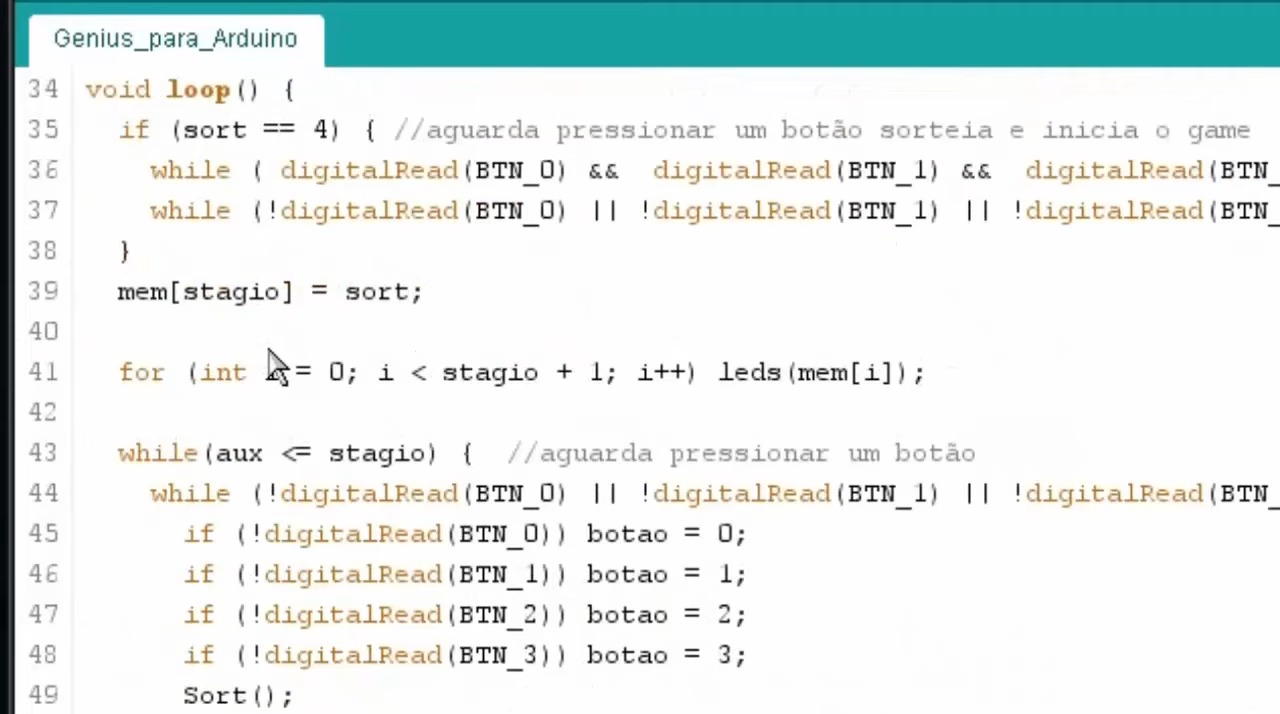 Genius_para_Arduino
34 void loop() {
35 if (sort == 4) { //aguarda pressionar um botão sorteia e inicia o game
36 while ( digitalRead(BTN_0) && digitalRead(BTN_1) && digitalRead(BTN_
37 while (!digitalRead(BTN_0) || !digitalRead(BTN_1) || !digitalRead(BTN_
38 }
39 mem[stagio] = sort;
40
41 for (int = 0; i < stagio + 1; i++) leds(mem[i]);
42
43 while(aux <= stagio) { //aguarda pressionar um botão
44 while (!digitalRead(BTN_0) || !digitalRead(BTN_1) || !digitalRead(BTN_
45 if (!digitalRead(BTN_0)) botao = 0;
46 if (!digitalRead(BTN_1)) botao = 1;
47 if (!digitalRead(BTN_2)) botao = 2;
48 if (!digitalRead(BTN_3)) botao = 3;
49 Sort();